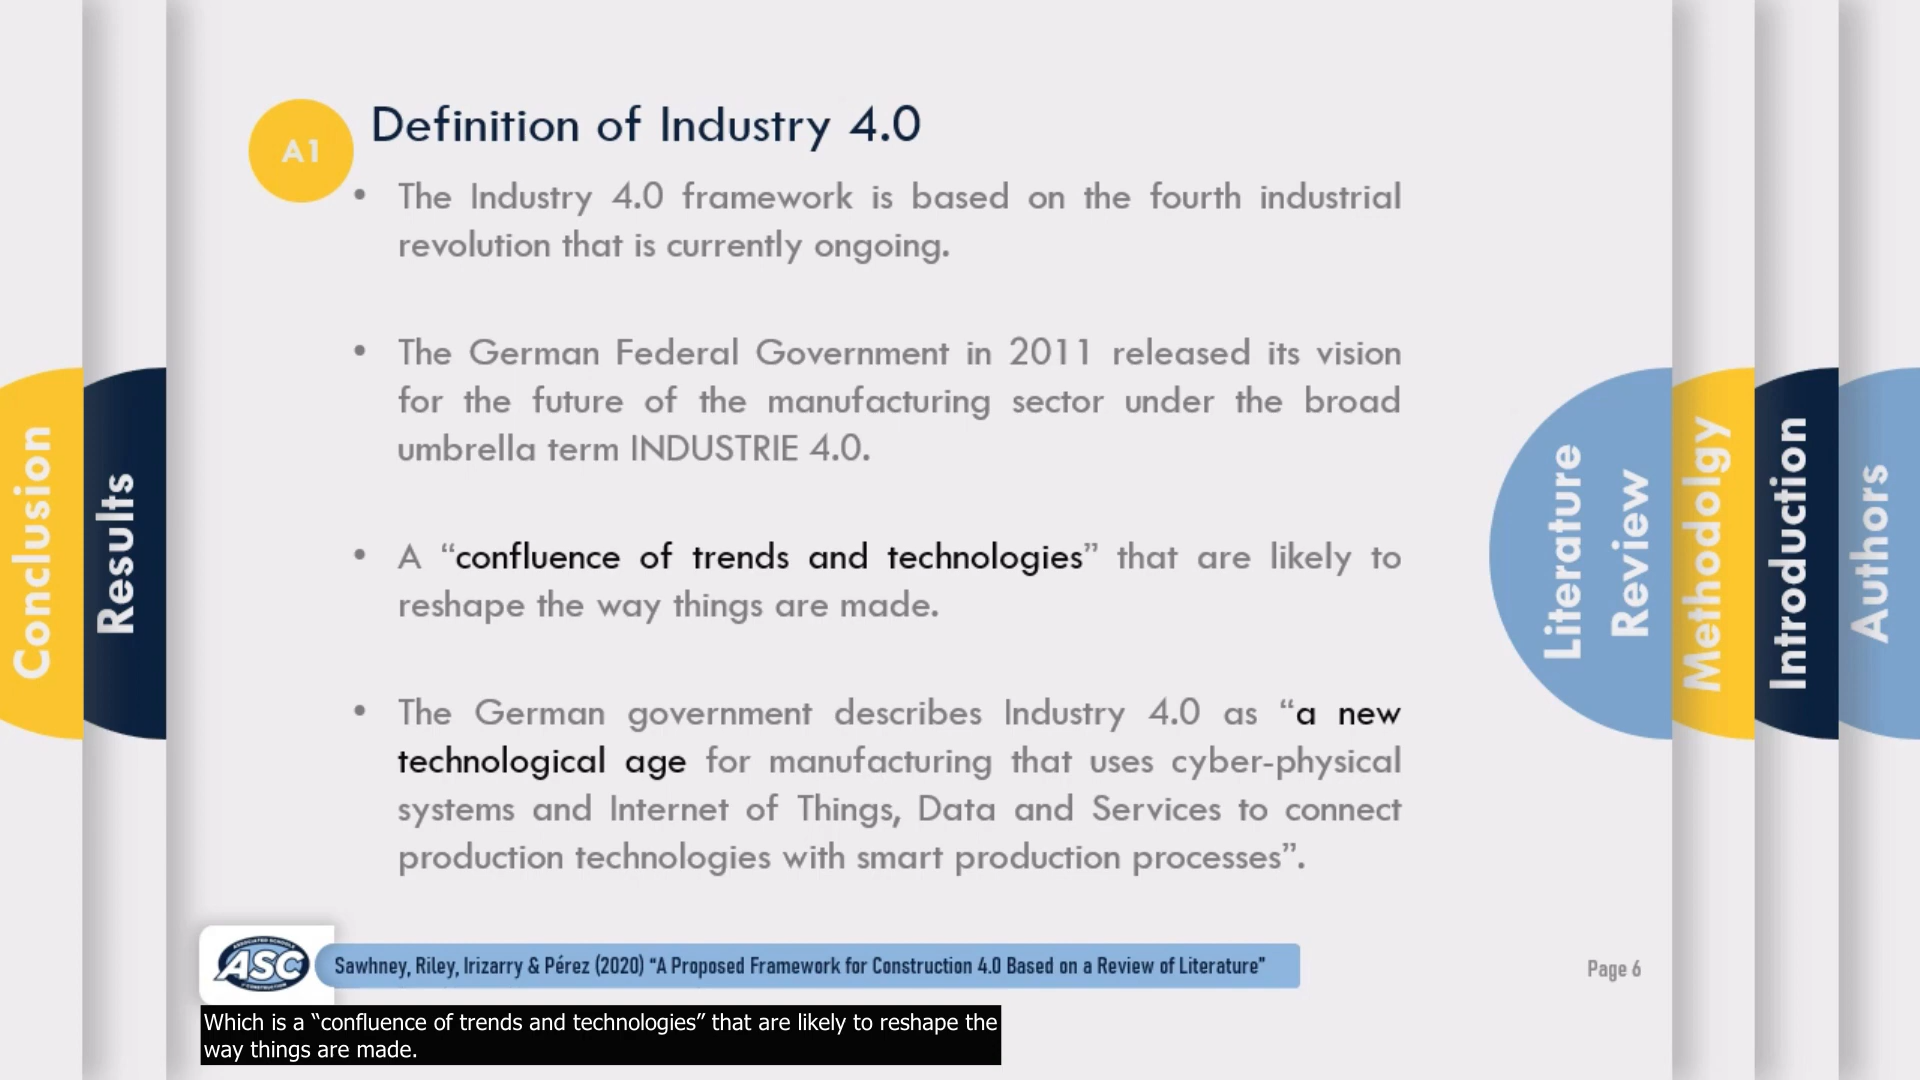 A1
Definition of Industry 4.0
• The Industry 4.0 framework is based on the fourth industrial
revolution that is currently ongoing.
• The German Federal Government in 2011 released its vision
for the future of the manufacturing sector under the broad
umbrella term INDUSTRIE 4.0.
• A “confluence of trends and technologies” that are likely to
reshape the way things are made.
• The German government describes Industry 4.0 as “a new
technological age for manufacturing that uses cyber-physical
systems and Internet of Things, Data and Services to connect
production technologies with smart production processes”.
Conclusion
Results
Literature
Review
Methodolgy
Introduction
Authors
ASSOCIATED SCHOOLS
ASC
Sawhney, Riley, Irizarry & Pérez (2020) “A Proposed Framework for Construction 4.0 Based on a Review of Literature”
Page 6
Which is a “confluence of trends and technologies” that are likely to reshape the
way things are made.